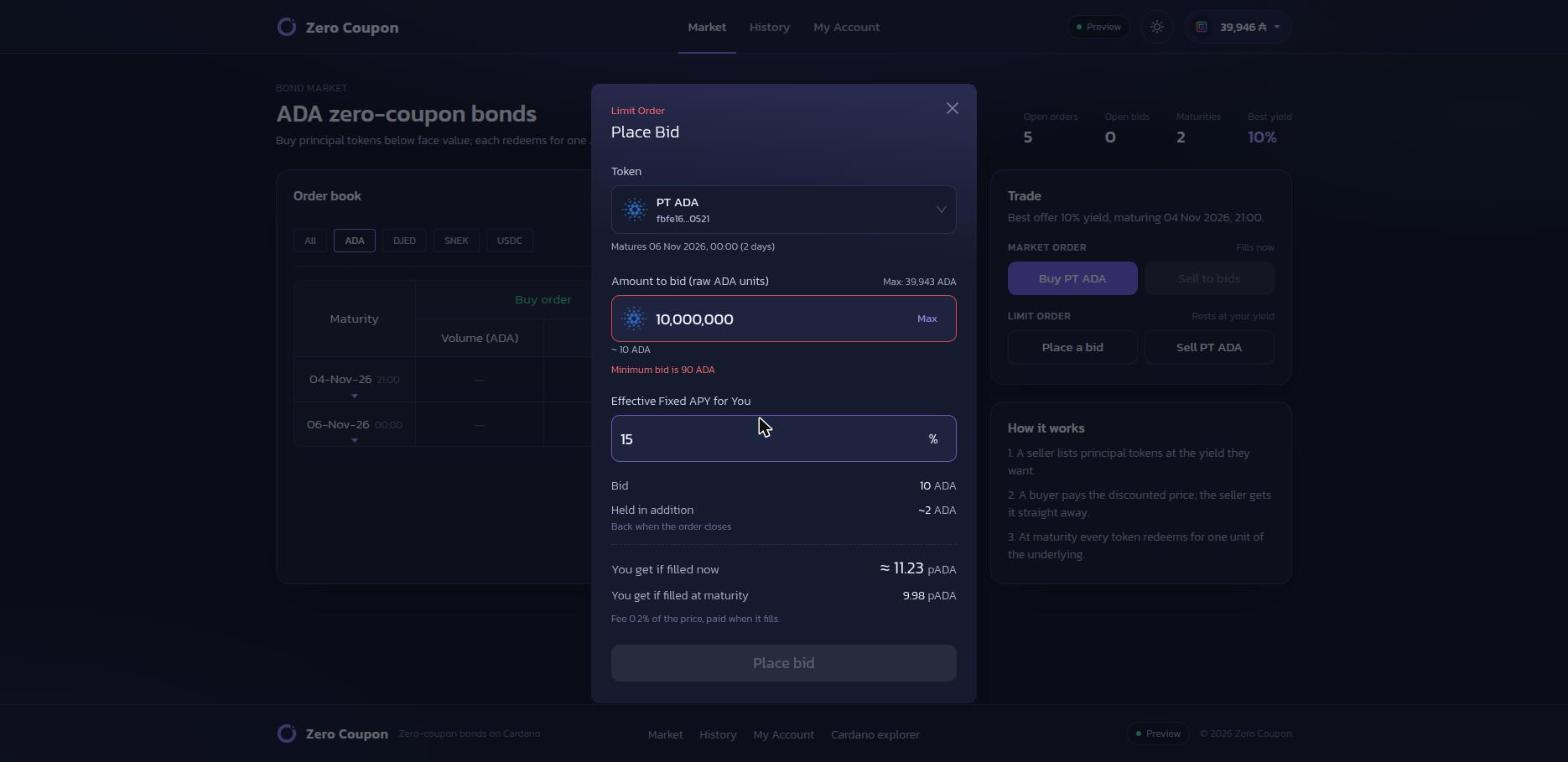 Zero Coupon
Market
History
My Account
Preview
39,946 ₳
BOND MARKET
ADA zero-coupon bonds
Buy principal tokens below face value; each redeems for one
Open orders
5
Open bids
0
Maturities
2
Best yield
10%
Order book
All
ADA
DJED
SNEK
USDC
Maturity
Buy order
Volume (ADA)
04-Nov-26 21:00
—
06-Nov-26 00:00
—
Limit Order
Place Bid
Token
PT ADA
fbfe16...0521
Matures 06 Nov 2026, 00:00 (2 days)
Amount to bid (raw ADA units)
Max: 39,943 ADA
10,000,000
Max
~ 10 ADA
Minimum bid is 90 ADA
Effective Fixed APY for You
15
%
Bid
10 ADA
Held in addition
~2 ADA
Back when the order closes
You get if filled now
≈ 11.23 pADA
You get if filled at maturity
9.98 pADA
Fee 0.2% of the price, paid when it fills.
Place bid
Trade
Best offer 10% yield, maturing 04 Nov 2026, 21:00.
MARKET ORDER
Fills now
Buy PT ADA
Sell to bids
LIMIT ORDER
Rests at your yield
Place a bid
Sell PT ADA
How it works
1. A seller lists principal tokens at the yield they
want.
2. A buyer pays the discounted price; the seller gets
it straight away.
3. At maturity every token redeems for one unit of
the underlying.
Zero Coupon
Zero-coupon bonds on Cardano
Market
History
My Account
Cardano explorer
Preview
© 2026 Zero Coupon